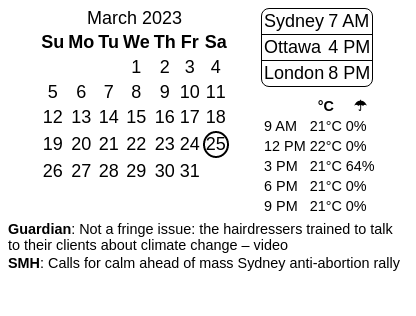 March 2023
Su Mo Tu We Th Fr Sa
1 2 3 4
5 6 7 8 9 10 11
12 13 14 15 16 17 18
19 20 21 22 23 24 25
26 27 28 29 30 31
Sydney 7 AM
Ottawa 4 PM
London 8 PM
°C ☂
9 AM 21°C 0%
12 PM 22°C 0%
3 PM 21°C 64%
6 PM 21°C 0%
9 PM 21°C 0%
Guardian: Not a fringe issue: the hairdressers trained to talk
to their clients about climate change – video
SMH: Calls for calm ahead of mass Sydney anti-abortion rally